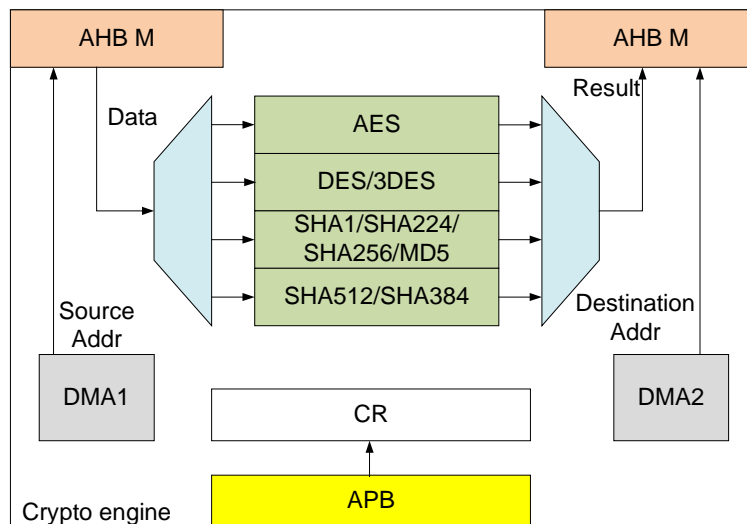 AHB M
AHB M
Result
Data
AES
DES/3DES
SHA1/SHA224/
SHA256/MD5
SHA512/SHA384
Source
Addr
Destination
Addr
DMA1
DMA2
CR
APB
Crypto engine